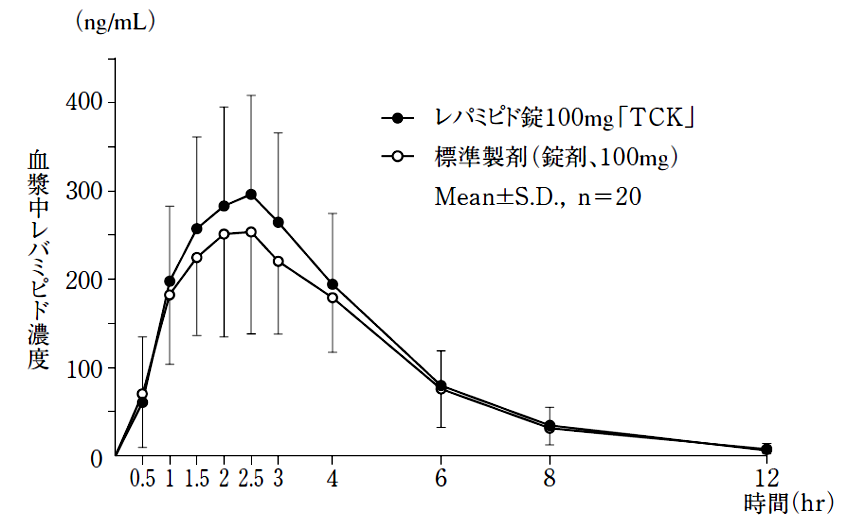 (ng/mL)
400
300
200
100
0
血漿中レバミピド濃度
レバミピド錠100mg「TCK」
標準製剤(錠剤、100mg)
Mean±S.D., n=20
0.5 1 1.5 2 2.5 3 4 6 8 12
時間(hr)